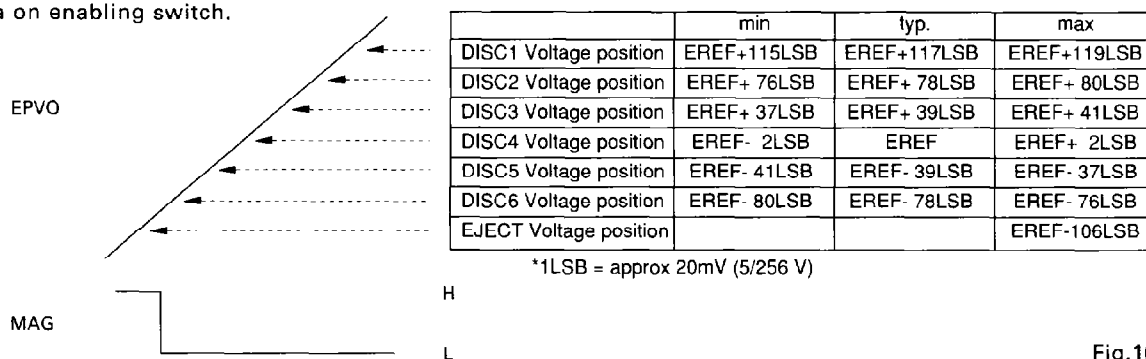 on enabling switch.
min typ. max
DISC1 Voltage position EREF+115LSB EREF+117LSB EREF+119LSB
DISC2 Voltage position EREF+ 76LSB EREF+ 78LSB EREF+ 80LSB
EPVO
DISC3 Voltage position EREF+ 37LSB EREF+ 39LSB EREF+ 41LSB
DISC4 Voltage position EREF- 2LSB EREF EREF+ 2LSB
DISC5 Voltage position EREF- 41LSB EREF- 39LSB EREF- 37LSB
DISC6 Voltage position EREF- 80LSB EREF- 78LSB EREF- 76LSB
EJECT Voltage position EREF-106LSB
*1LSB = approx 20mV (5/256 V)
H
MAG
L